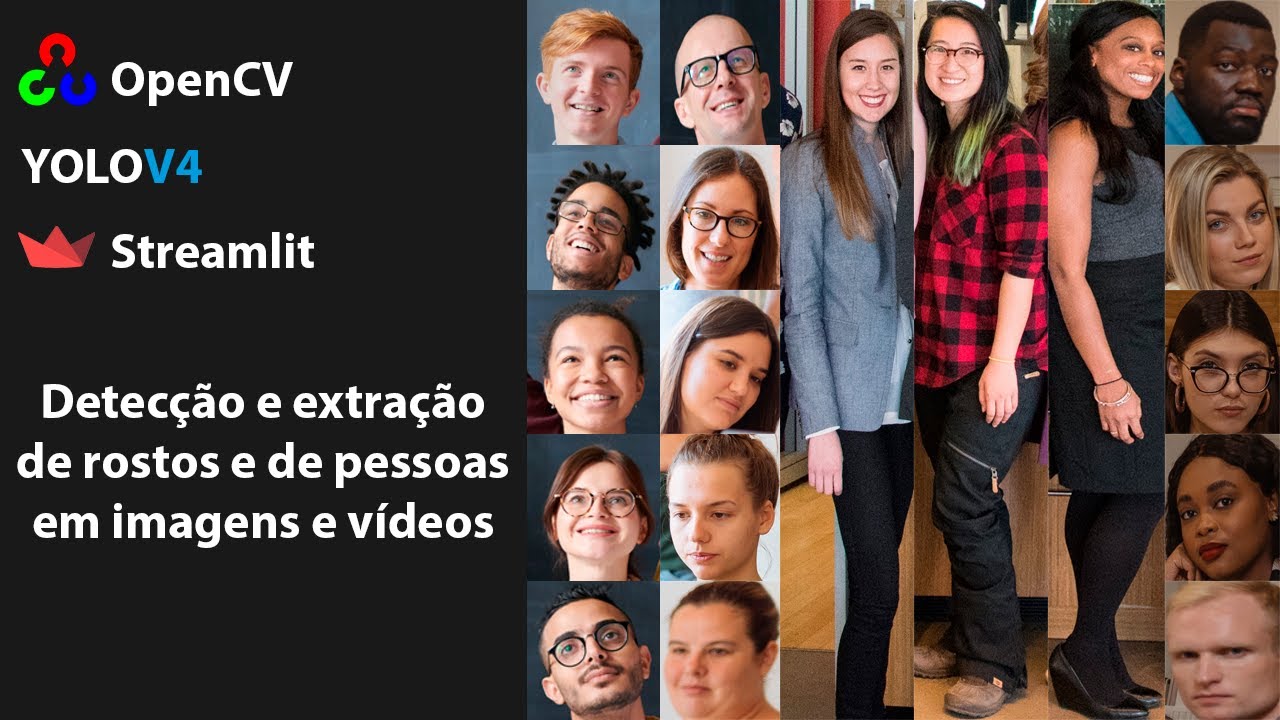 OpenCV
YOLOV4
Streamlit
Detecção e extração
de rostos e de pessoas
em imagens e vídeos